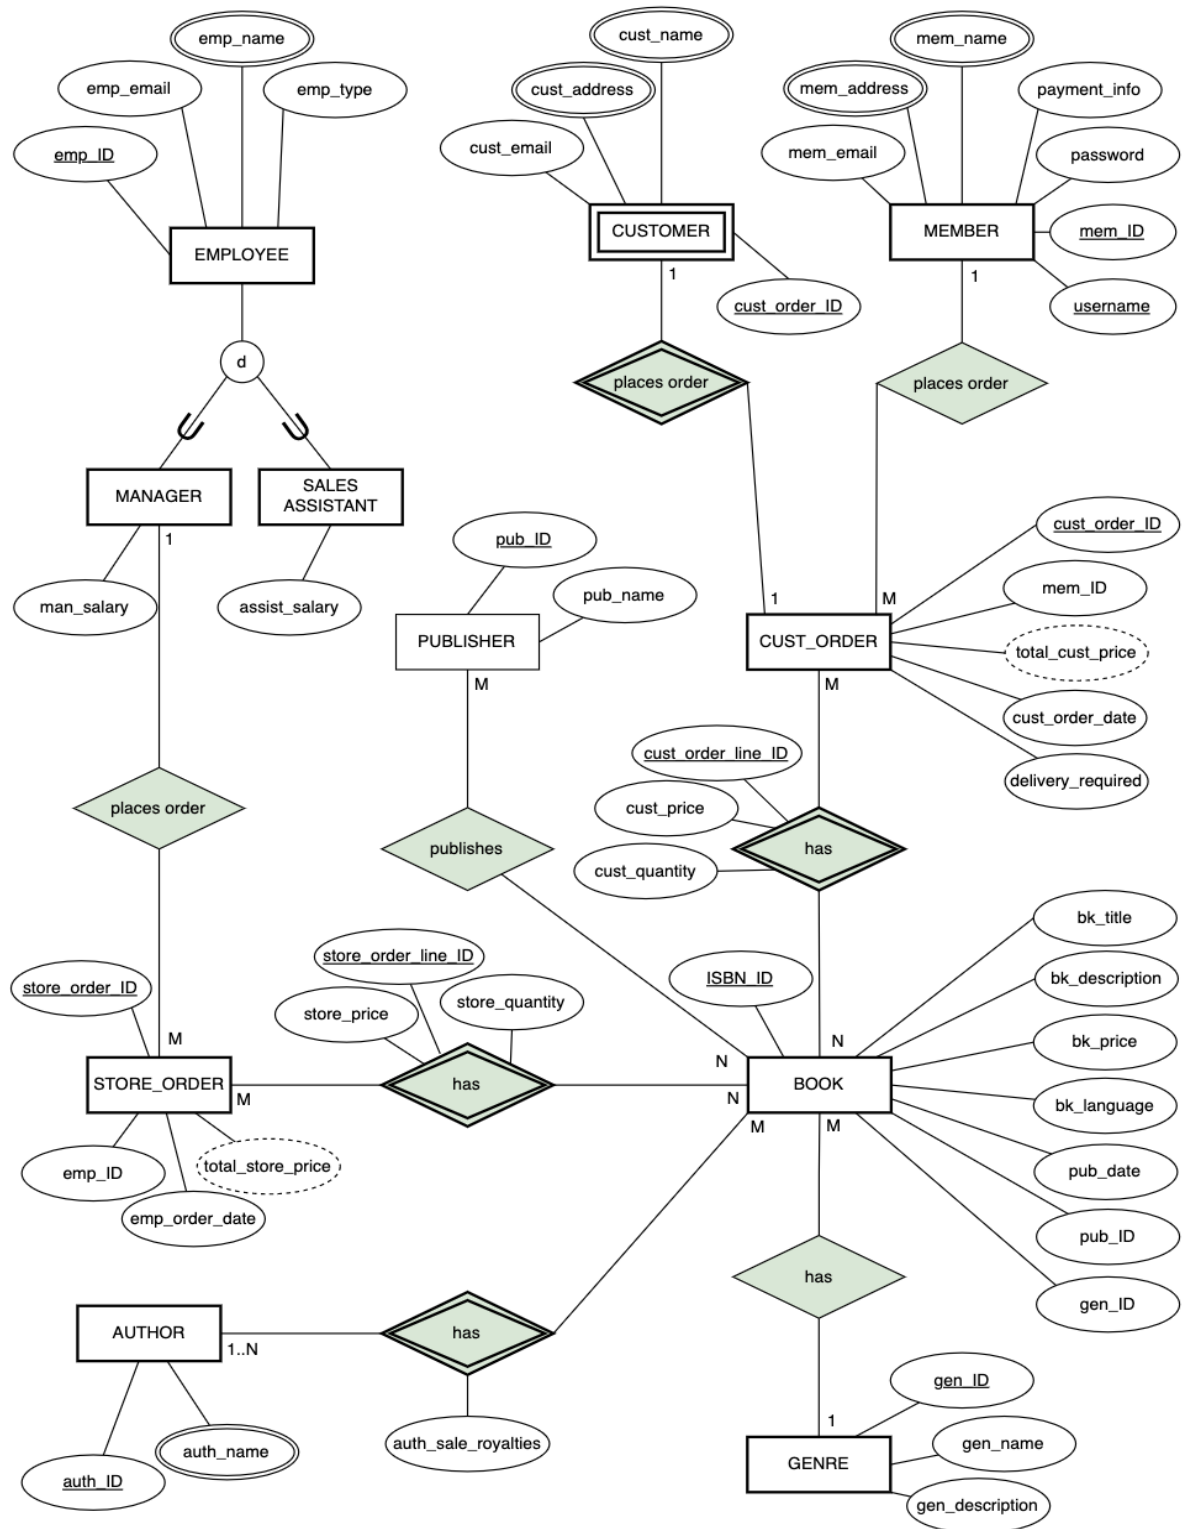 emp_name
cust_name
mem_name
emp_email
emp_type
cust_address
mem_address
payment_info
emp_ID
cust_email
mem_email
password
EMPLOYEE
CUSTOMER
MEMBER
mem_ID
1
1
cust_order_ID
username
d
places order
places order
MANAGER
SALES
ASSISTANT
1
pub_ID
cust_order_ID
man_salary
assist_salary
pub_name
mem_ID
1
M
PUBLISHER
CUST_ORDER
total_cust_price
M
M
cust_order_date
cust_order_line_ID
delivery_required
places order
cust_price
publishes
has
cust_quantity
bk_title
store_order_line_ID
ISBN_ID
bk_description
store_order_ID
store_price
store_quantity
M
N
N
bk_price
STORE_ORDER
M
has
N
BOOK
bk_language
M
M
emp_ID
total_store_price
pub_date
emp_order_date
pub_ID
has
gen_ID
AUTHOR
1..N
has
gen_ID
1
auth_name
auth_sale_royalties
gen_name
GENRE
auth_ID
gen_description